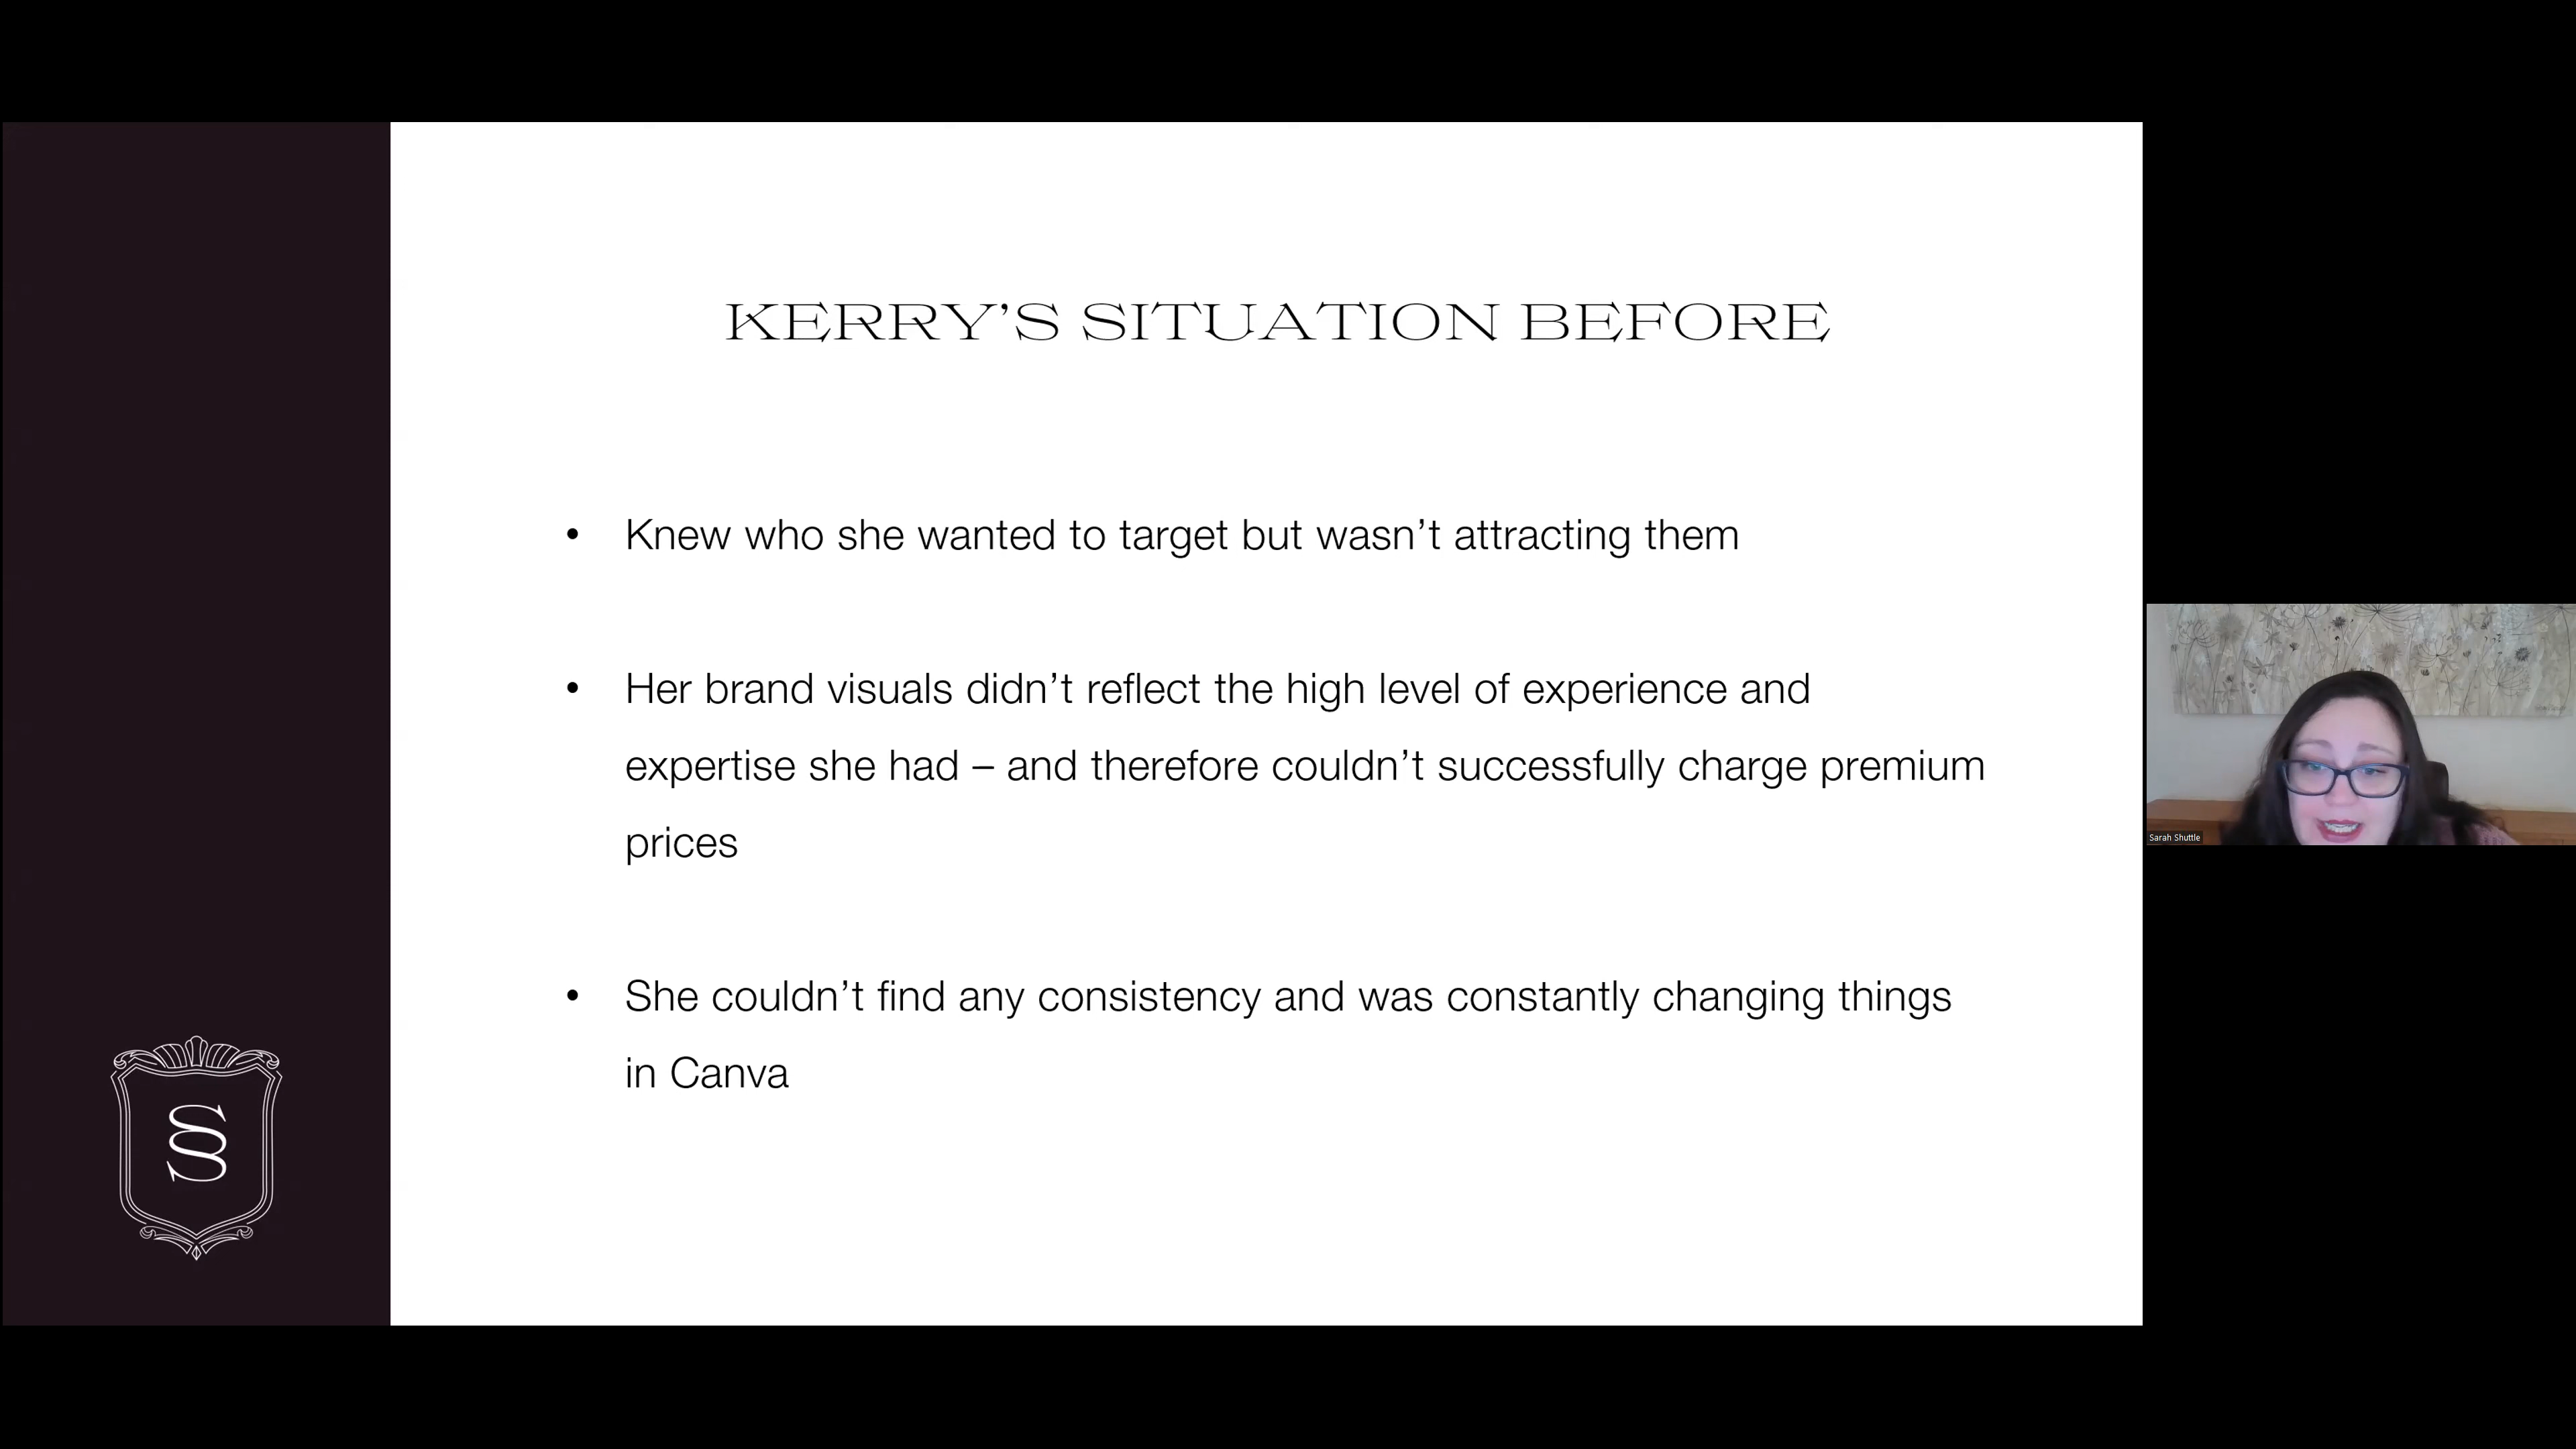 KERRY’S SITUATION BEFORE
• Knew who she wanted to target but wasn’t attracting them
• Her brand visuals didn’t reflect the high level of experience and
expertise she had – and therefore couldn’t successfully charge premium
prices
• She couldn’t find any consistency and was constantly changing things
in Canva
SS
Sarah Shuttle